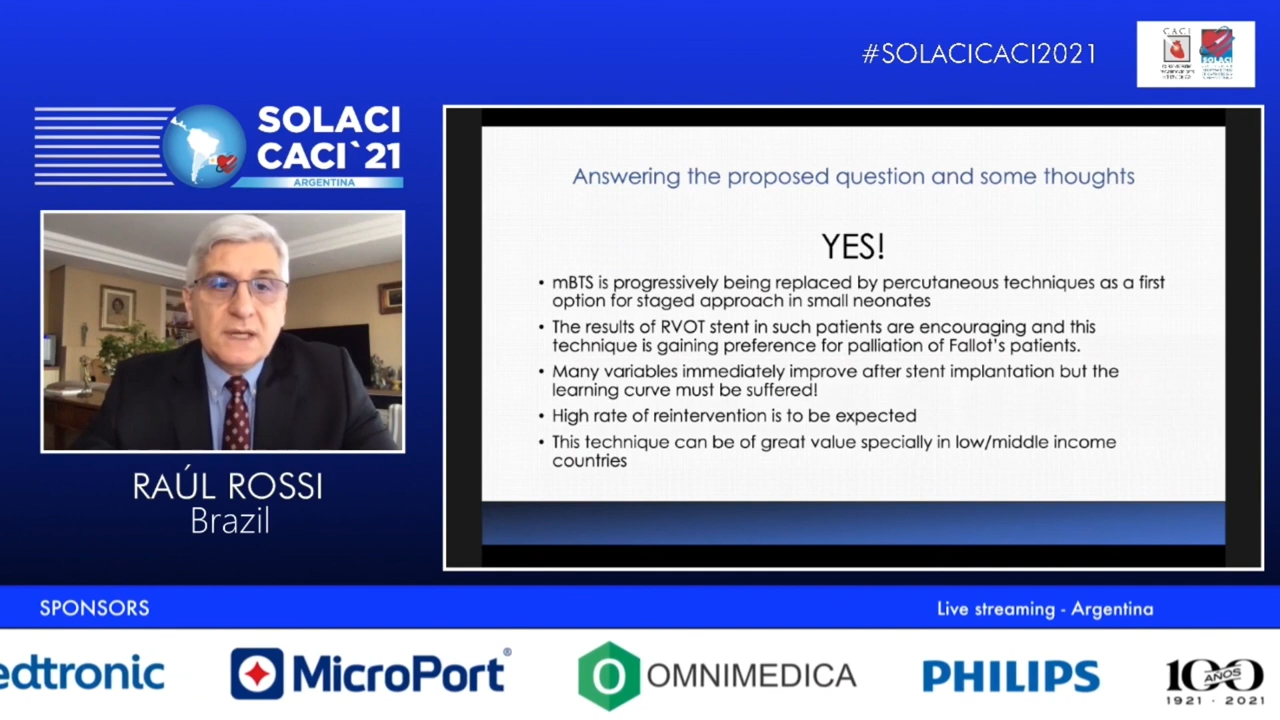 #SOLACICACI2021
CACI
SOLACI
SOLACI
CACI`21
ARGENTINA
Answering the proposed question and some thoughts
YES!
• mBTS is progressively being replaced by percutaneous techniques as a first
option for staged approach in small neonates
• The results of RVOT stent in such patients are encouraging and this
technique is gaining preference for palliation of Fallot's patients.
• Many variables immediately improve after stent implantation but the
learning curve must be suffered!
• High rate of reintervention is to be expected
• This technique can be of great value specially in low/middle income
countries
RAÚL ROSSI
Brazil
SPONSORS
Live streaming - Argentina
edtronic
MicroPort®
OMNIMEDICA
PHILIPS
100
AÑOS
1921 · 2021